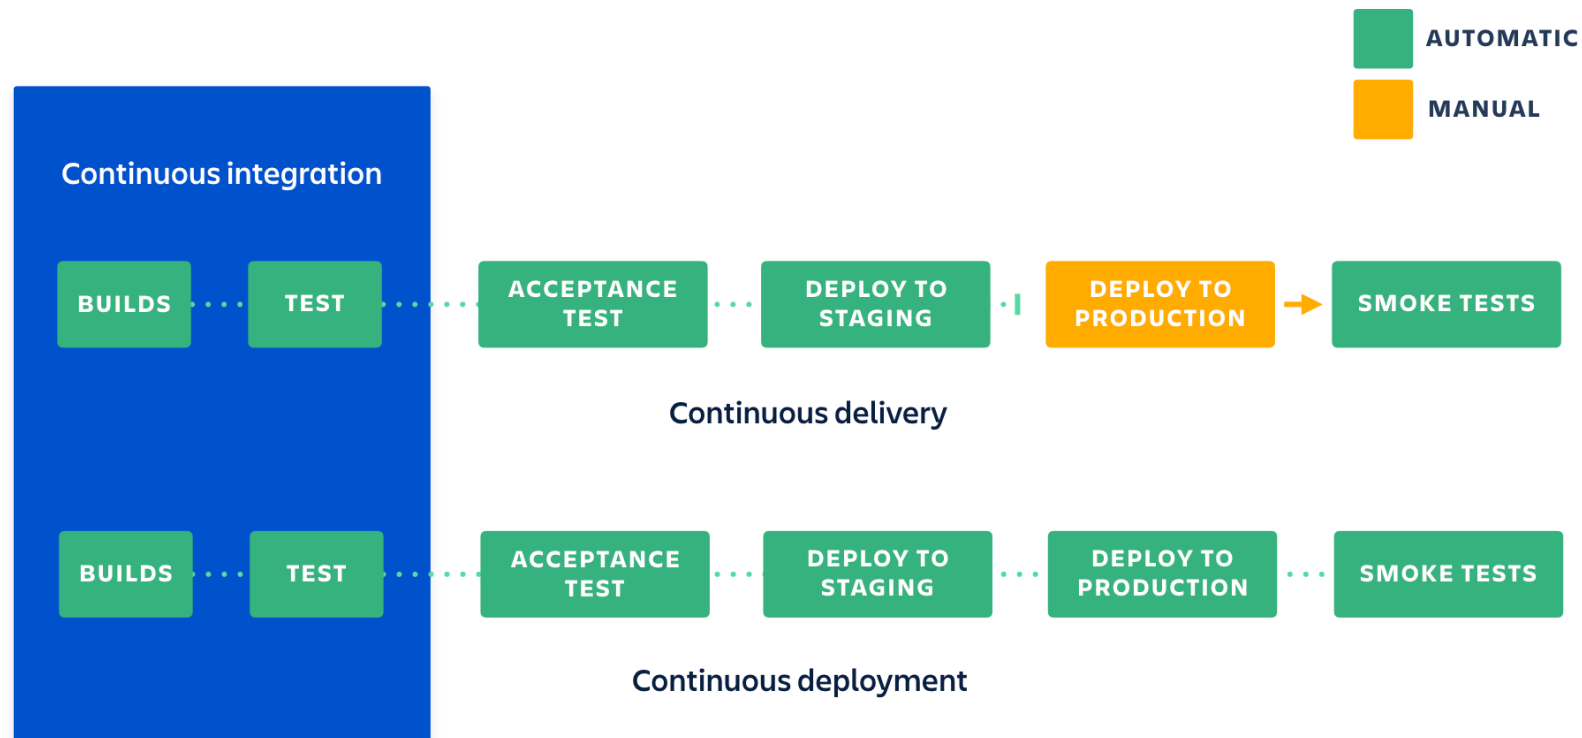 AUTOMATIC
MANUAL
Continuous integration
BUILDS
TEST
ACCEPTANCE
TEST
DEPLOY TO
STAGING
DEPLOY TO
PRODUCTION
SMOKE TESTS
Continuous delivery
BUILDS
TEST
ACCEPTANCE
TEST
DEPLOY TO
STAGING
DEPLOY TO
PRODUCTION
SMOKE TESTS
Continuous deployment